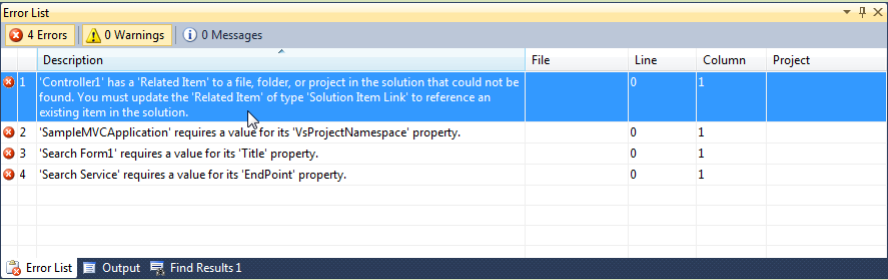 Error List
4 Errors 0 Warnings 0 Messages
Description File Line Column Project
1 'Controller1' has a 'Related Item' to a file, folder, or project in the solution that could not be 0 1
found. You must update the 'Related Item' of type 'Solution Item Link' to reference an
existing item in the solution.
2 'SampleMVCApplication' requires a value for its 'VsProjectNamespace' property. 0 1
3 'Search Form1' requires a value for its 'Title' property. 0 1
4 'Search Service' requires a value for its 'EndPoint' property. 0 1
Error List Output Find Results 1